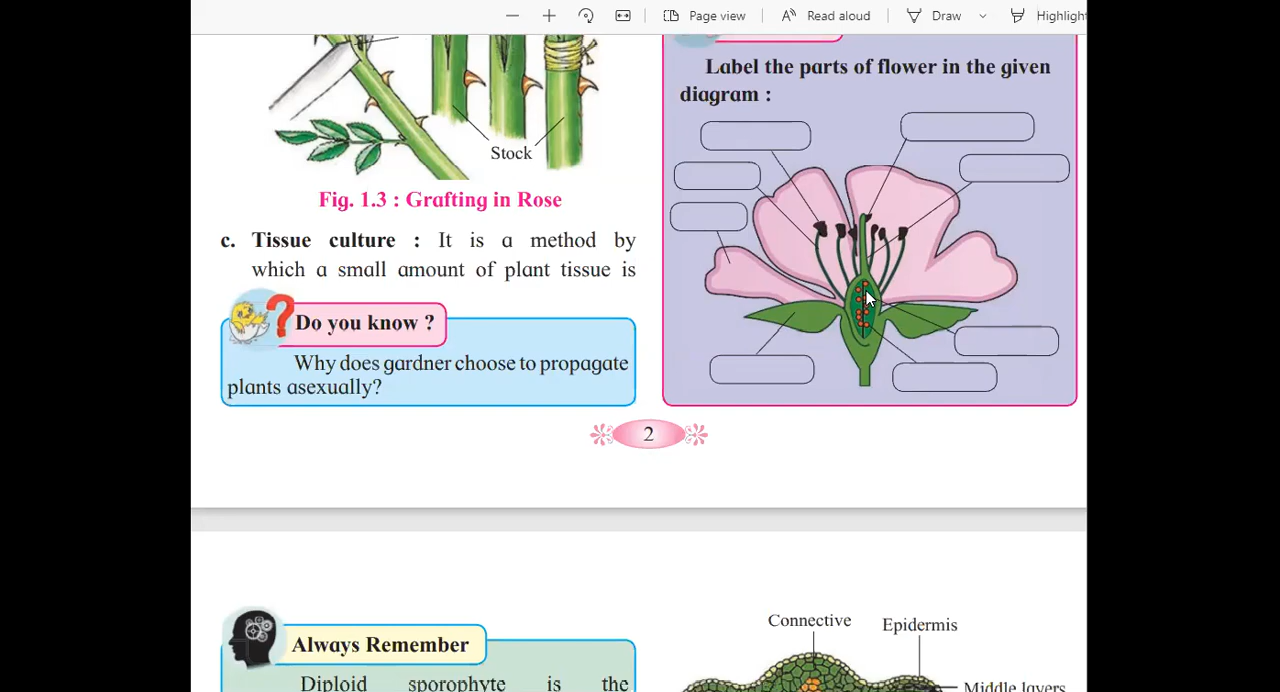 Page view
Read aloud
Draw
Highlight
Stock
Fig. 1.3 : Grafting in Rose
c. Tissue culture : It is a method by
which a small amount of plant tissue is
Do you know ?
Why does gardner choose to propagate
plants asexually?
Label the parts of flower in the given
diagram :
2
Always Remember
Diploid sporophyte is the
Connective
Epidermis
Middle layers